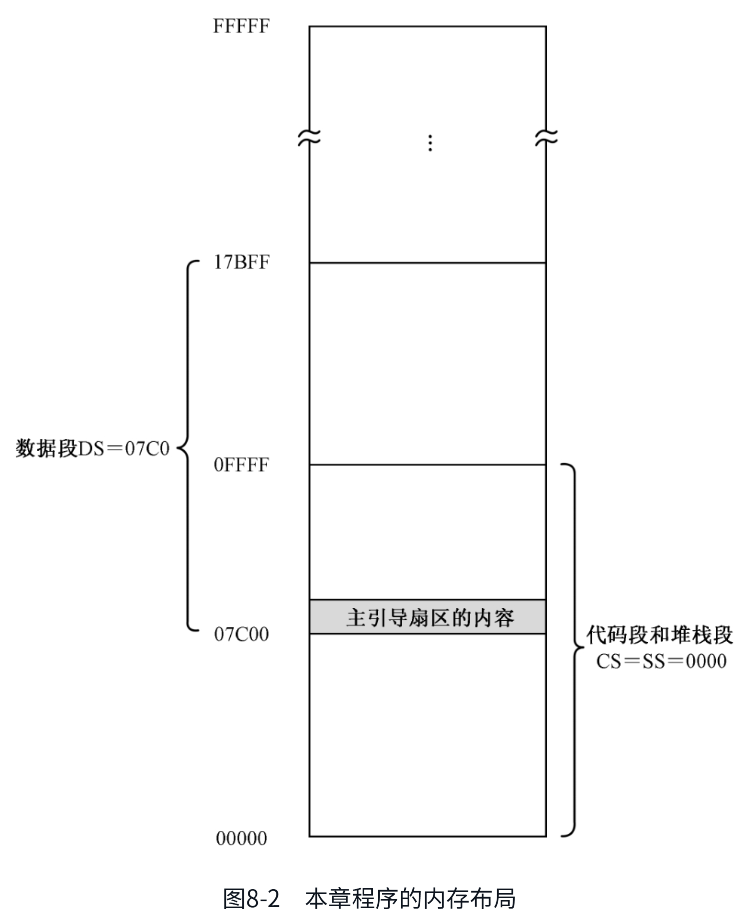 FFFFF
⋮
17BFF
数据段DS=07C0
0FFFF
主引导扇区的内容
07C00
代码段和堆栈段
CS=SS=0000
00000
图8-2 本章程序的内存布局